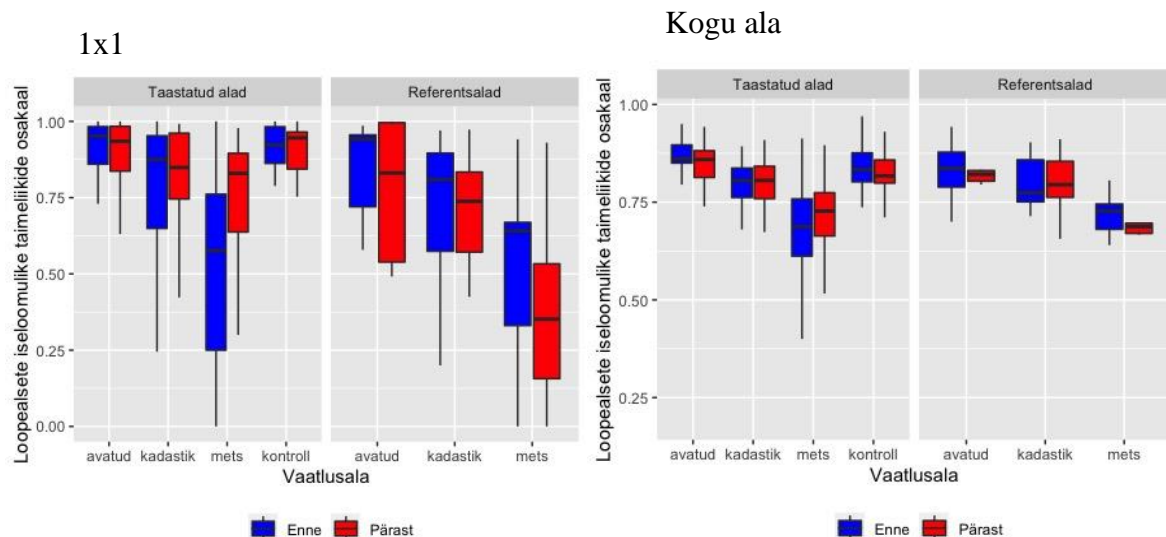 1x1
Taastatud alad Referentsalad
Loopealsete iseloomulike taimeliikide osakaal
1.00
0.75
0.50
0.25
0.00
avatud kadastik mets kontroll avatud kadastik mets
Vaatlusala
Enne Pärast
Kogu ala
Taastatud alad Referentsalad
Loopealsete iseloomulike taimeliikide osakaal
1.00
0.75
0.50
0.25
avatud kadastik mets kontroll avatud kadastik mets
Vaatlusala
Enne Pärast